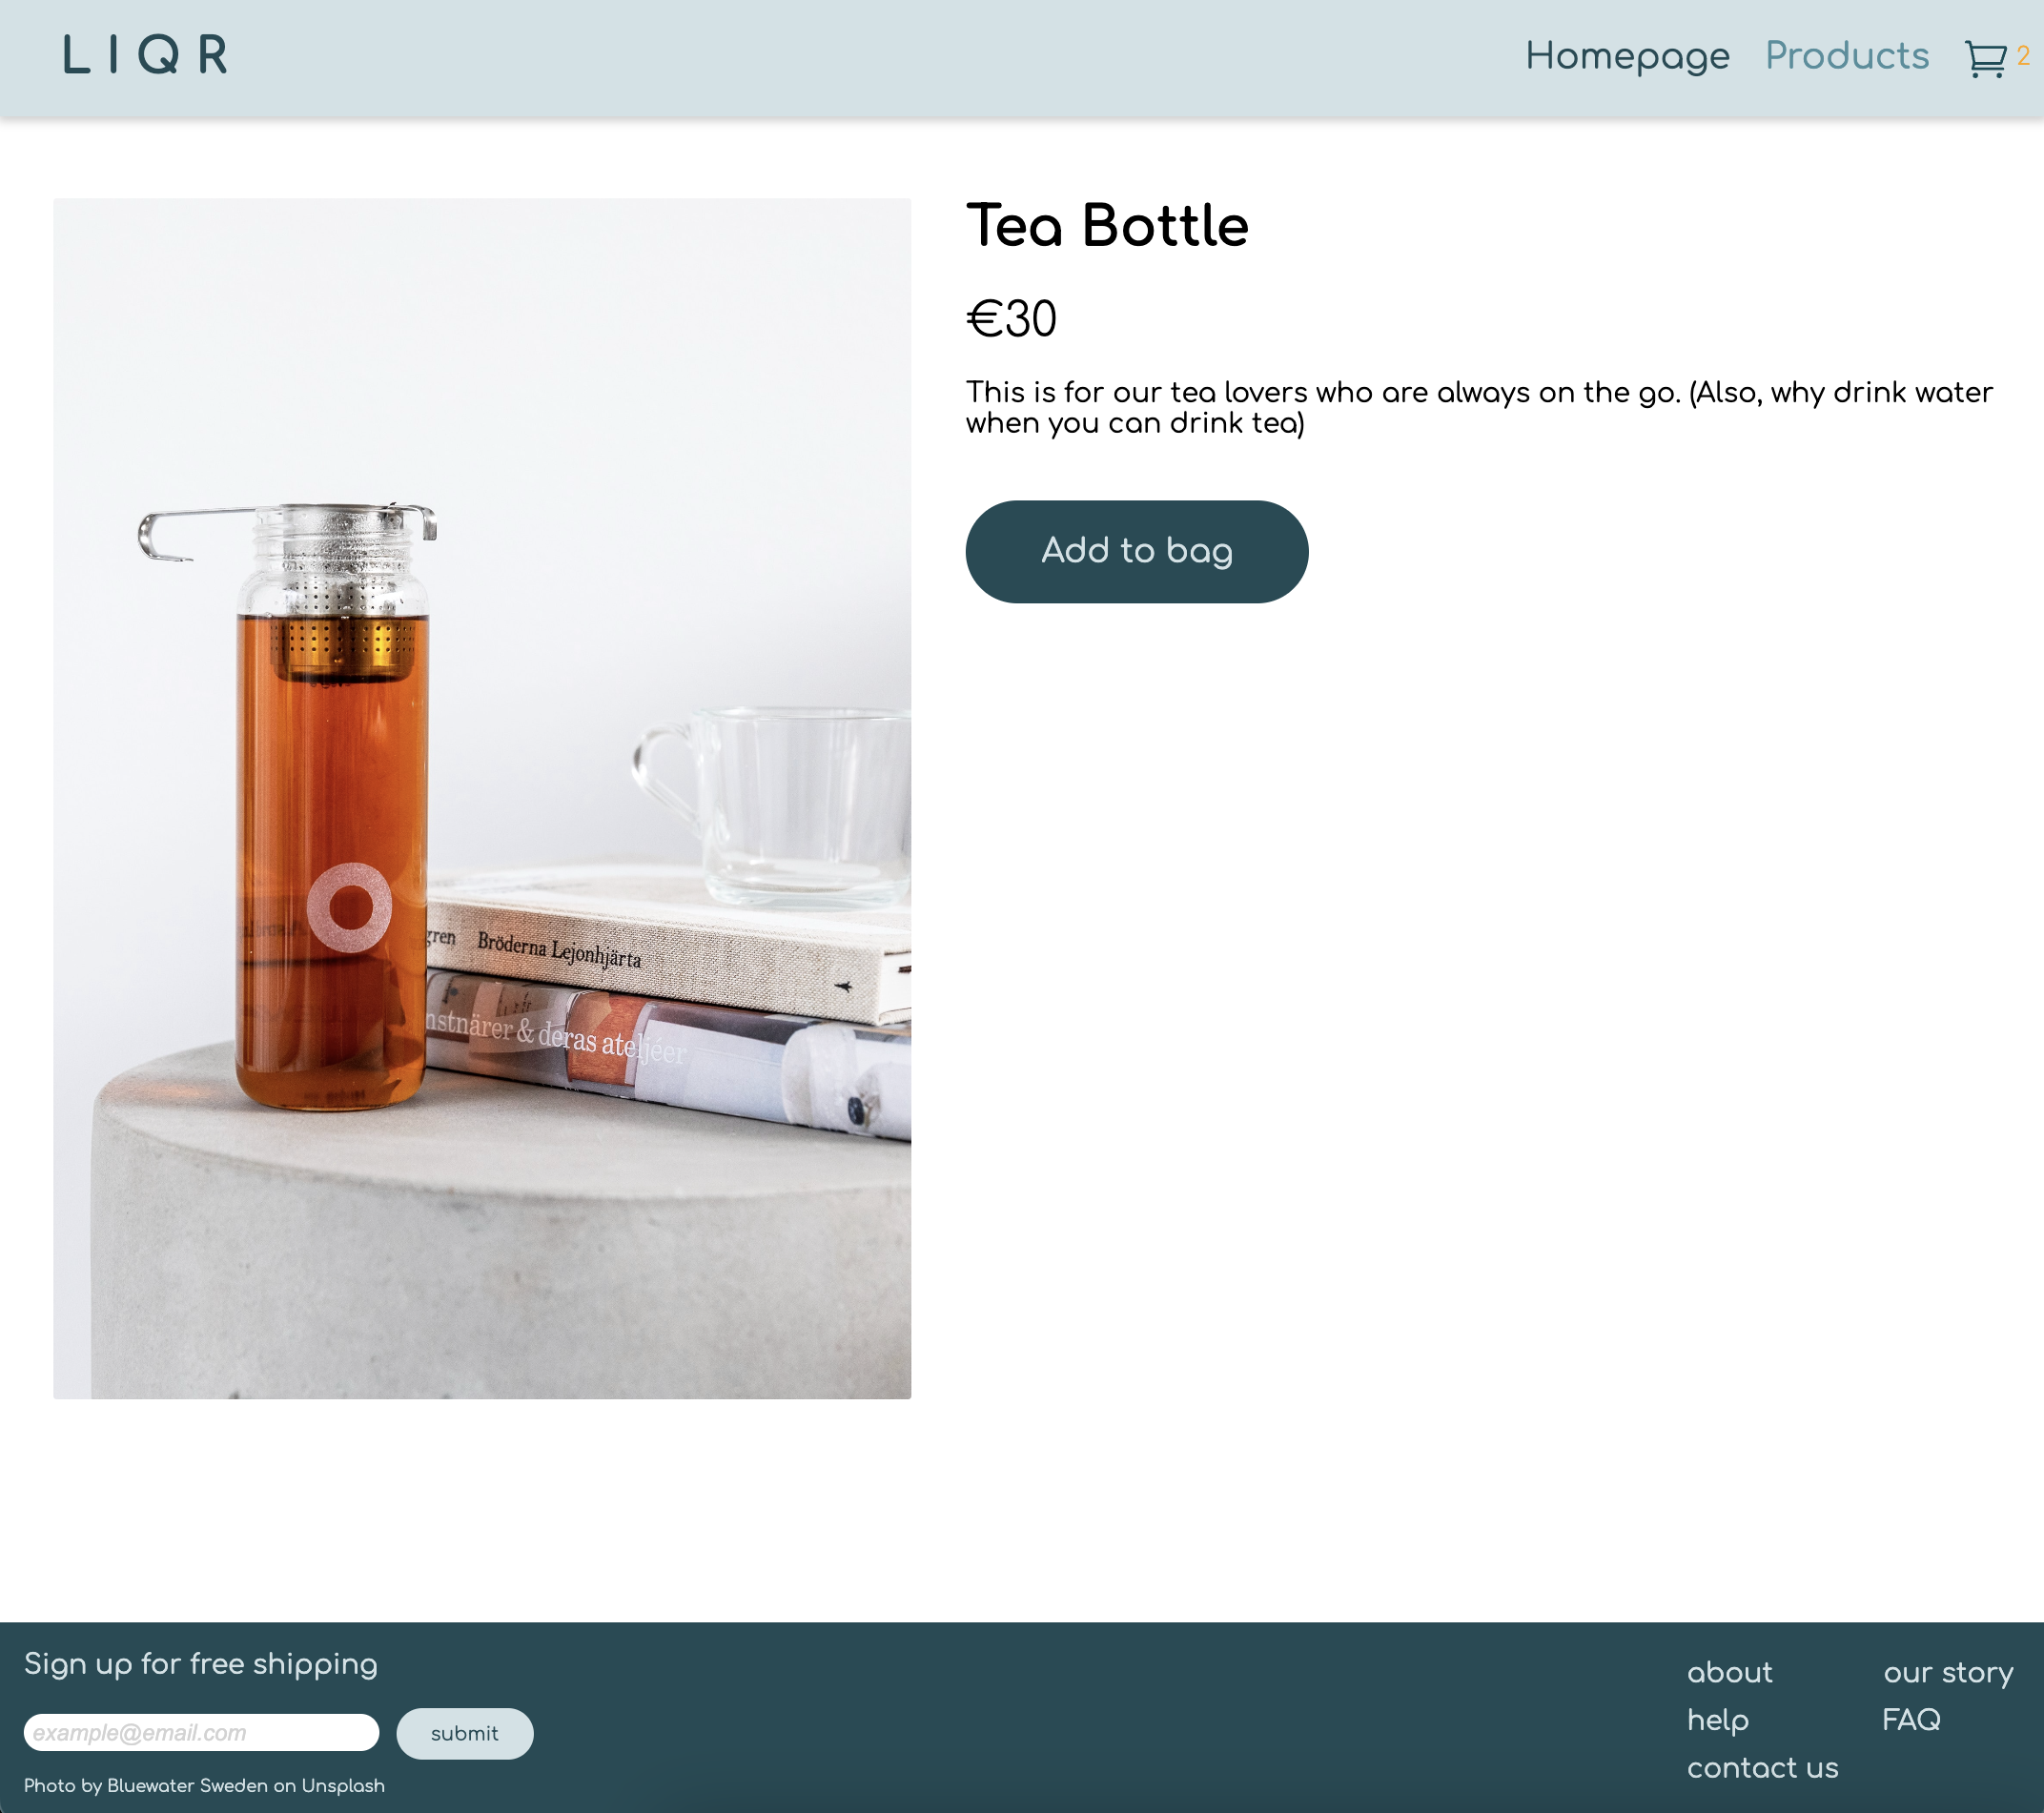 LIQR
Homepage
Products
2
Tea Bottle
€30
This is for our tea lovers who are always on the go. (Also, why drink water
when you can drink tea)
Add to bag
gren Bröderna Lejonhjärta
nstnärer & deras ateljéer
Sign up for free shipping
example@email.com
submit
Photo by Bluewater Sweden on Unsplash
about
help
contact us
our story
FAQ